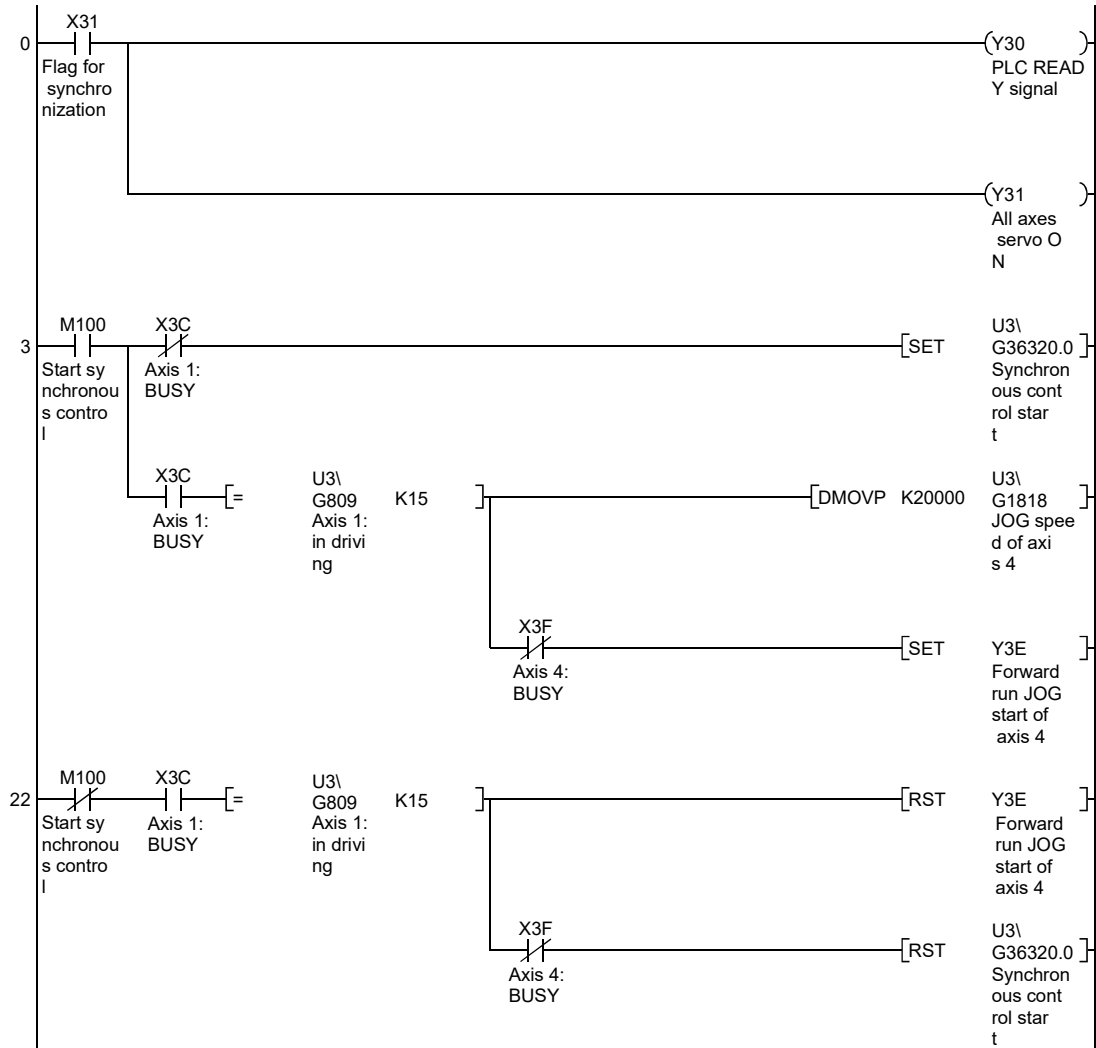 X31
0
Y30
Flag for
synchro
nization
PLC READ
Y signal
Y31
All axes
servo O
N
M100 X3C
3
SET U3\
G36320.0
Start sy
nchronou
s contro
l
Axis 1:
BUSY
Synchron
ous cont
rol star
t
X3C
= U3\
G809 K15
Axis 1:
BUSY
Axis 1:
in drivi
ng
DMOVP K20000 U3\
G1818
JOG spee
d of axi
s 4
X3F
SET Y3E
Axis 4:
BUSY
Forward
run JOG
start of
axis 4
M100 X3C
22
= U3\
G809 K15
Start sy
nchronou
s contro
l
Axis 1:
BUSY
Axis 1:
in drivi
ng
RST Y3E
Forward
run JOG
start of
axis 4
X3F
RST U3\
G36320.0
Axis 4:
BUSY
Synchron
ous cont
rol star
t